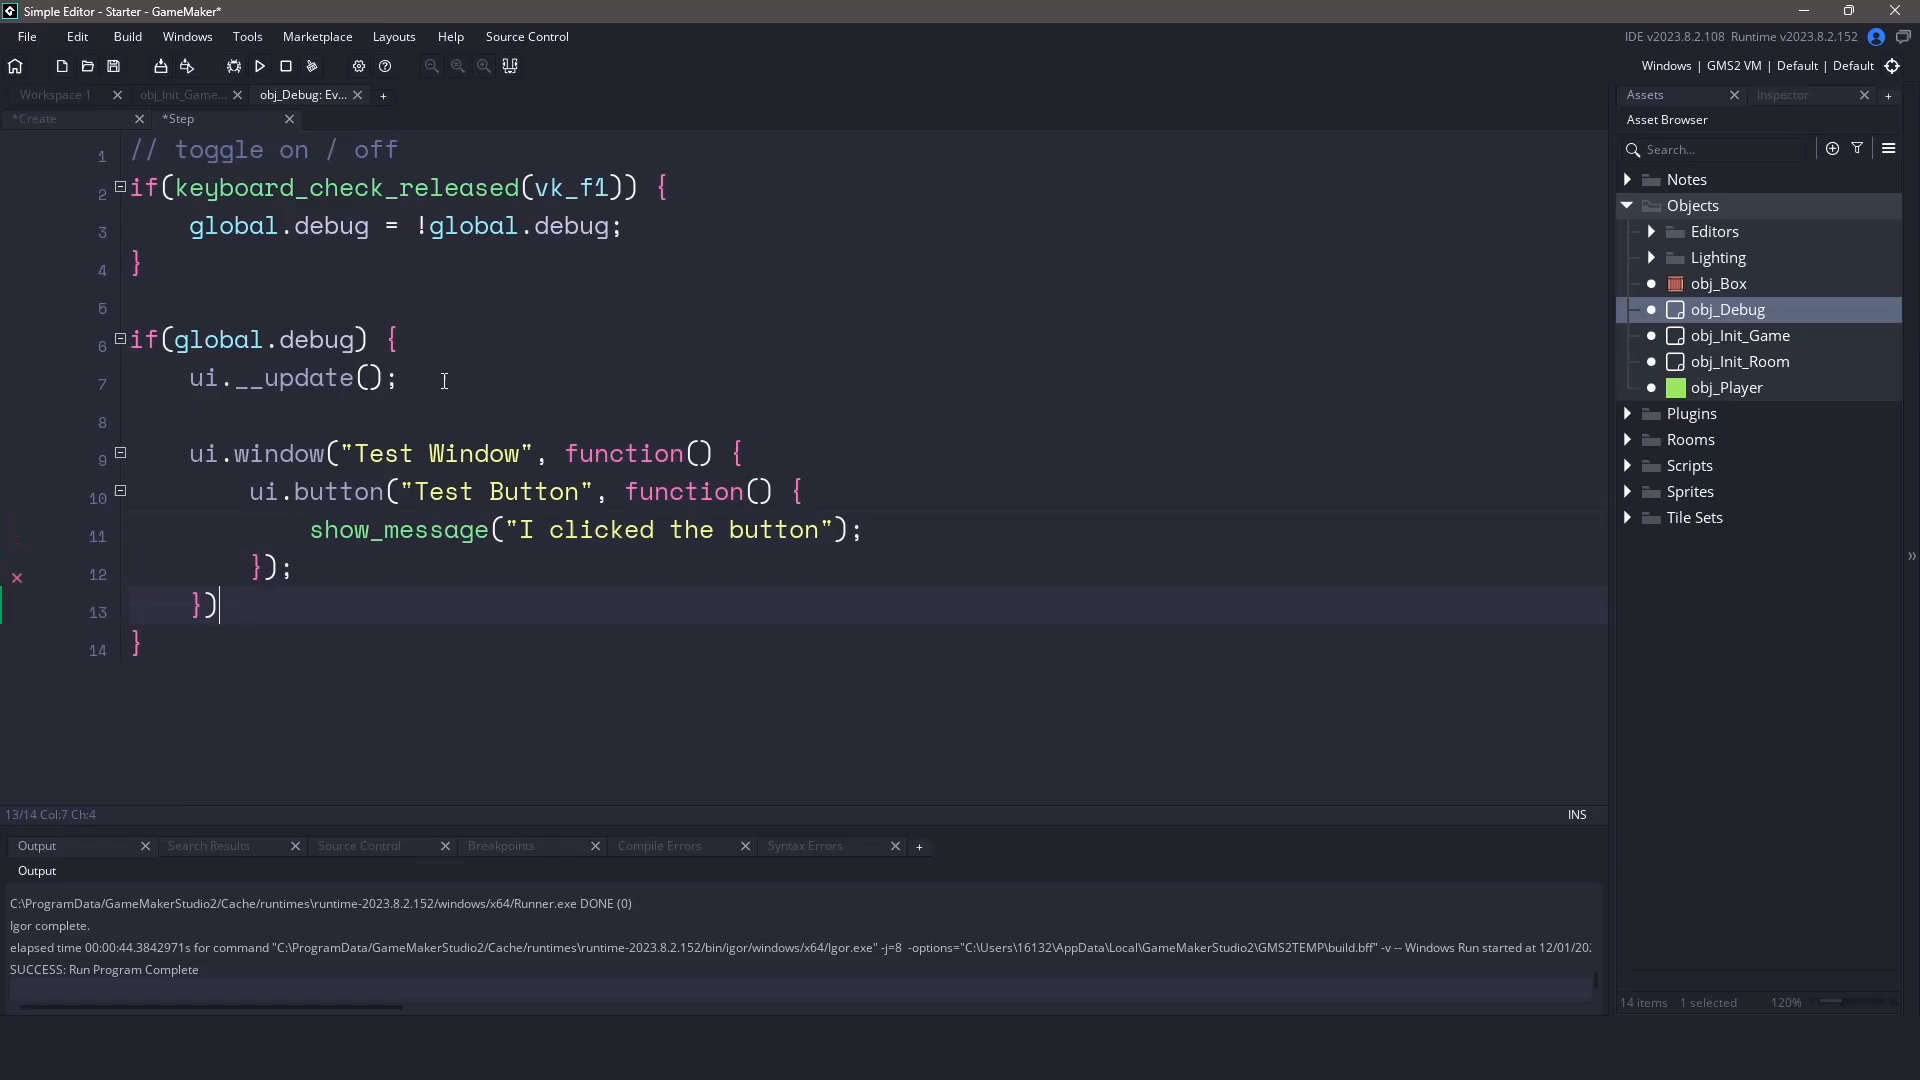 Simple Editor - Starter - GameMaker*
File Edit Build Windows Tools Marketplace Layouts Help Source Control
IDE v2023.8.2.108 Runtime v2023.8.2.152
Windows | GMS2 VM | Default | Default
Workspace 1
obj_Init_Game...
obj_Debug: Ev...
Assets
Inspector
*Create
*Step
Asset Browser
Search...
1 // toggle on / off
2 if(keyboard_check_released(vk_f1)) {
3 global.debug = !global.debug;
4 }
5
6 if(global.debug) {
7 ui.__update();
8
9 ui.window("Test Window", function() {
10 ui.button("Test Button", function() {
11 show_message("I clicked the button");
12 });
13 })
14 }
Notes
Objects
Editors
Lighting
obj_Box
obj_Debug
obj_Init_Game
obj_Init_Room
obj_Player
Plugins
Rooms
Scripts
Sprites
Tile Sets
13/14 Col:7 Ch:4
INS
Output
Search Results
Source Control
Breakpoints
Compile Errors
Syntax Errors
Output
C:\ProgramData/GameMakerStudio2/Cache/runtimes\runtime-2023.8.2.152/windows/x64/Runner.exe DONE (0)
Igor complete.
elapsed time 00:00:44.3842971s for command "C:\ProgramData/GameMakerStudio2/Cache/runtimes\runtime-2023.8.2.152/bin/igor/windows/x64/Igor.exe" -j=8 -options="C:\Users\16132\AppData\Local\GameMakerStudio2\GMS2TEMP\build.bff" -v -- Windows Run started at 12/01/202
SUCCESS: Run Program Complete
14 items 1 selected 120%